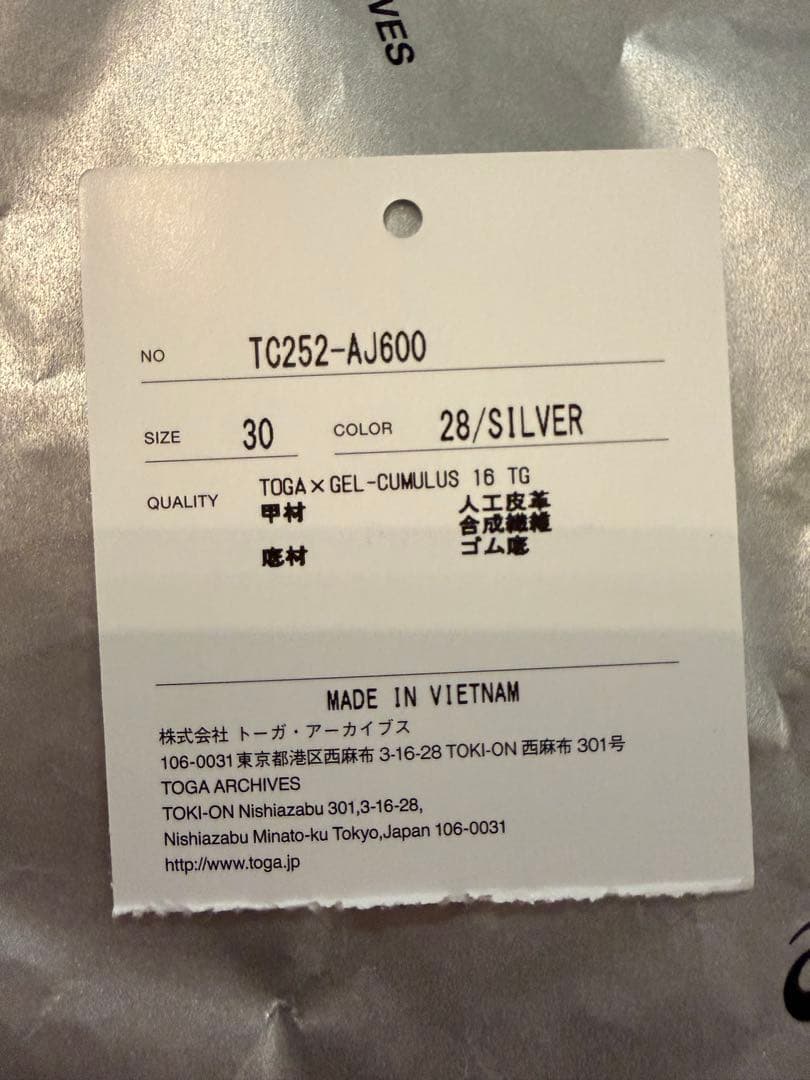 VES
NO TC252-AJ600
SIZE 30 COLOR 28/SILVER
QUALITY TOGA×GEL-CUMULUS 16 TG
甲材 人工皮革
合成繊維
底材 ゴム底
MADE IN VIETNAM
株式会社 トーガ・アーカイブス
106-0031東京都港区西麻布 3-16-28 TOKI-ON 西麻布 301号
TOGA ARCHIVES
TOKI-ON Nishiazabu 301,3-16-28,
Nishiazabu Minato-ku Tokyo,Japan 106-0031
http://www.toga.jp